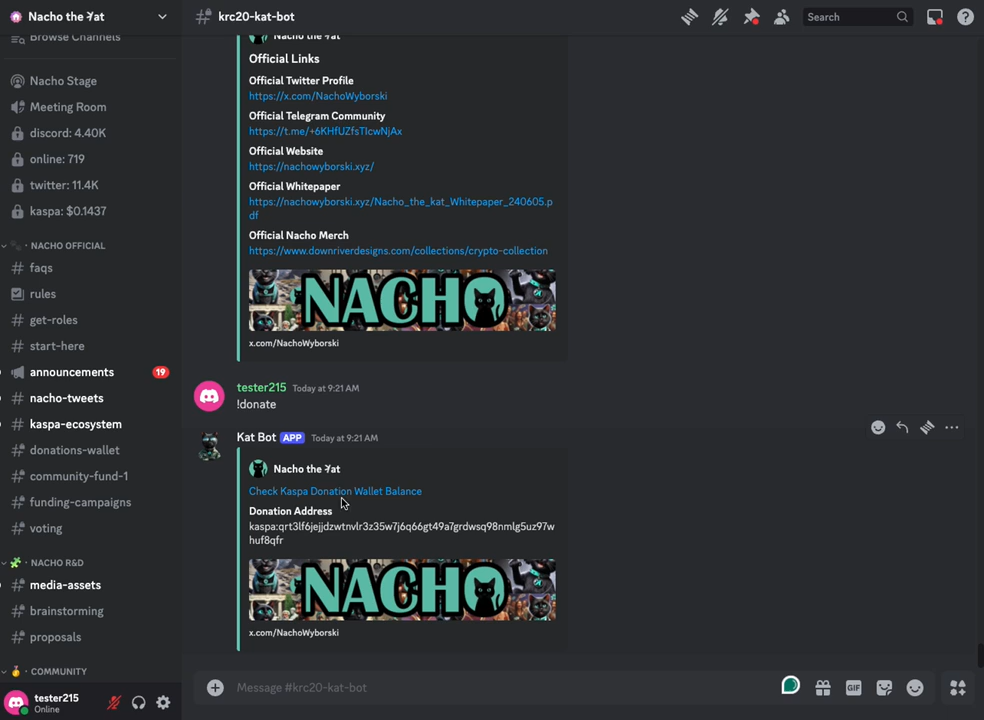 Nacho the 𐤊at
krc20-kat-bot
Search
Browse Channels
Nacho Stage
Meeting Room
discord: 4.40K
online: 719
twitter: 11.4K
kaspa: $0.1437
NACHO OFFICIAL
faqs
rules
get-roles
start-here
announcements 19
nacho-tweets
kaspa-ecosystem
donations-wallet
community-fund-1
funding-campaigns
voting
NACHO R&D
media-assets
brainstorming
proposals
COMMUNITY
tester215
Online
Nacho the 𐤊at
Official Links
Official Twitter Profile
https://x.com/NachoWyborski
Official Telegram Community
https://t.me/+6KHfUZfsTIcwNjAx
Official Website
https://nachowyborski.xyz/
Official Whitepaper
https://nachowyborski.xyz/Nacho_the_kat_Whitepaper_240605.p
df
Official Nacho Merch
https://www.downriverdesigns.com/collections/crypto-collection
NACHO
x.com/NachoWyborski
tester215 Today at 9:21 AM
!donate
Kat Bot APP Today at 9:21 AM
Nacho the 𐤊at
Check Kaspa Donation Wallet Balance
Donation Address
kaspa:qrt3lf6jejjdzwtnvlr3z35w7j6q66gt49a7grdwsq98nmlg5uz97w
huf8qfr
NACHO
x.com/NachoWyborski
Message #krc20-kat-bot
GIF